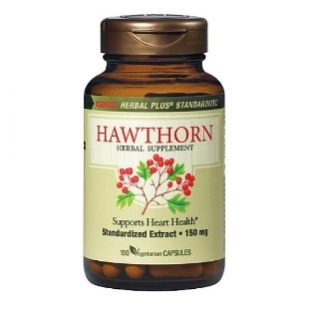 HERBAL PLUS® STANDARDIZED
HAWTHORN
HERBAL SUPPLEMENT
Supports Heart Health*
Standardized Extract • 150 mg
100 Vegetarian CAPSULES